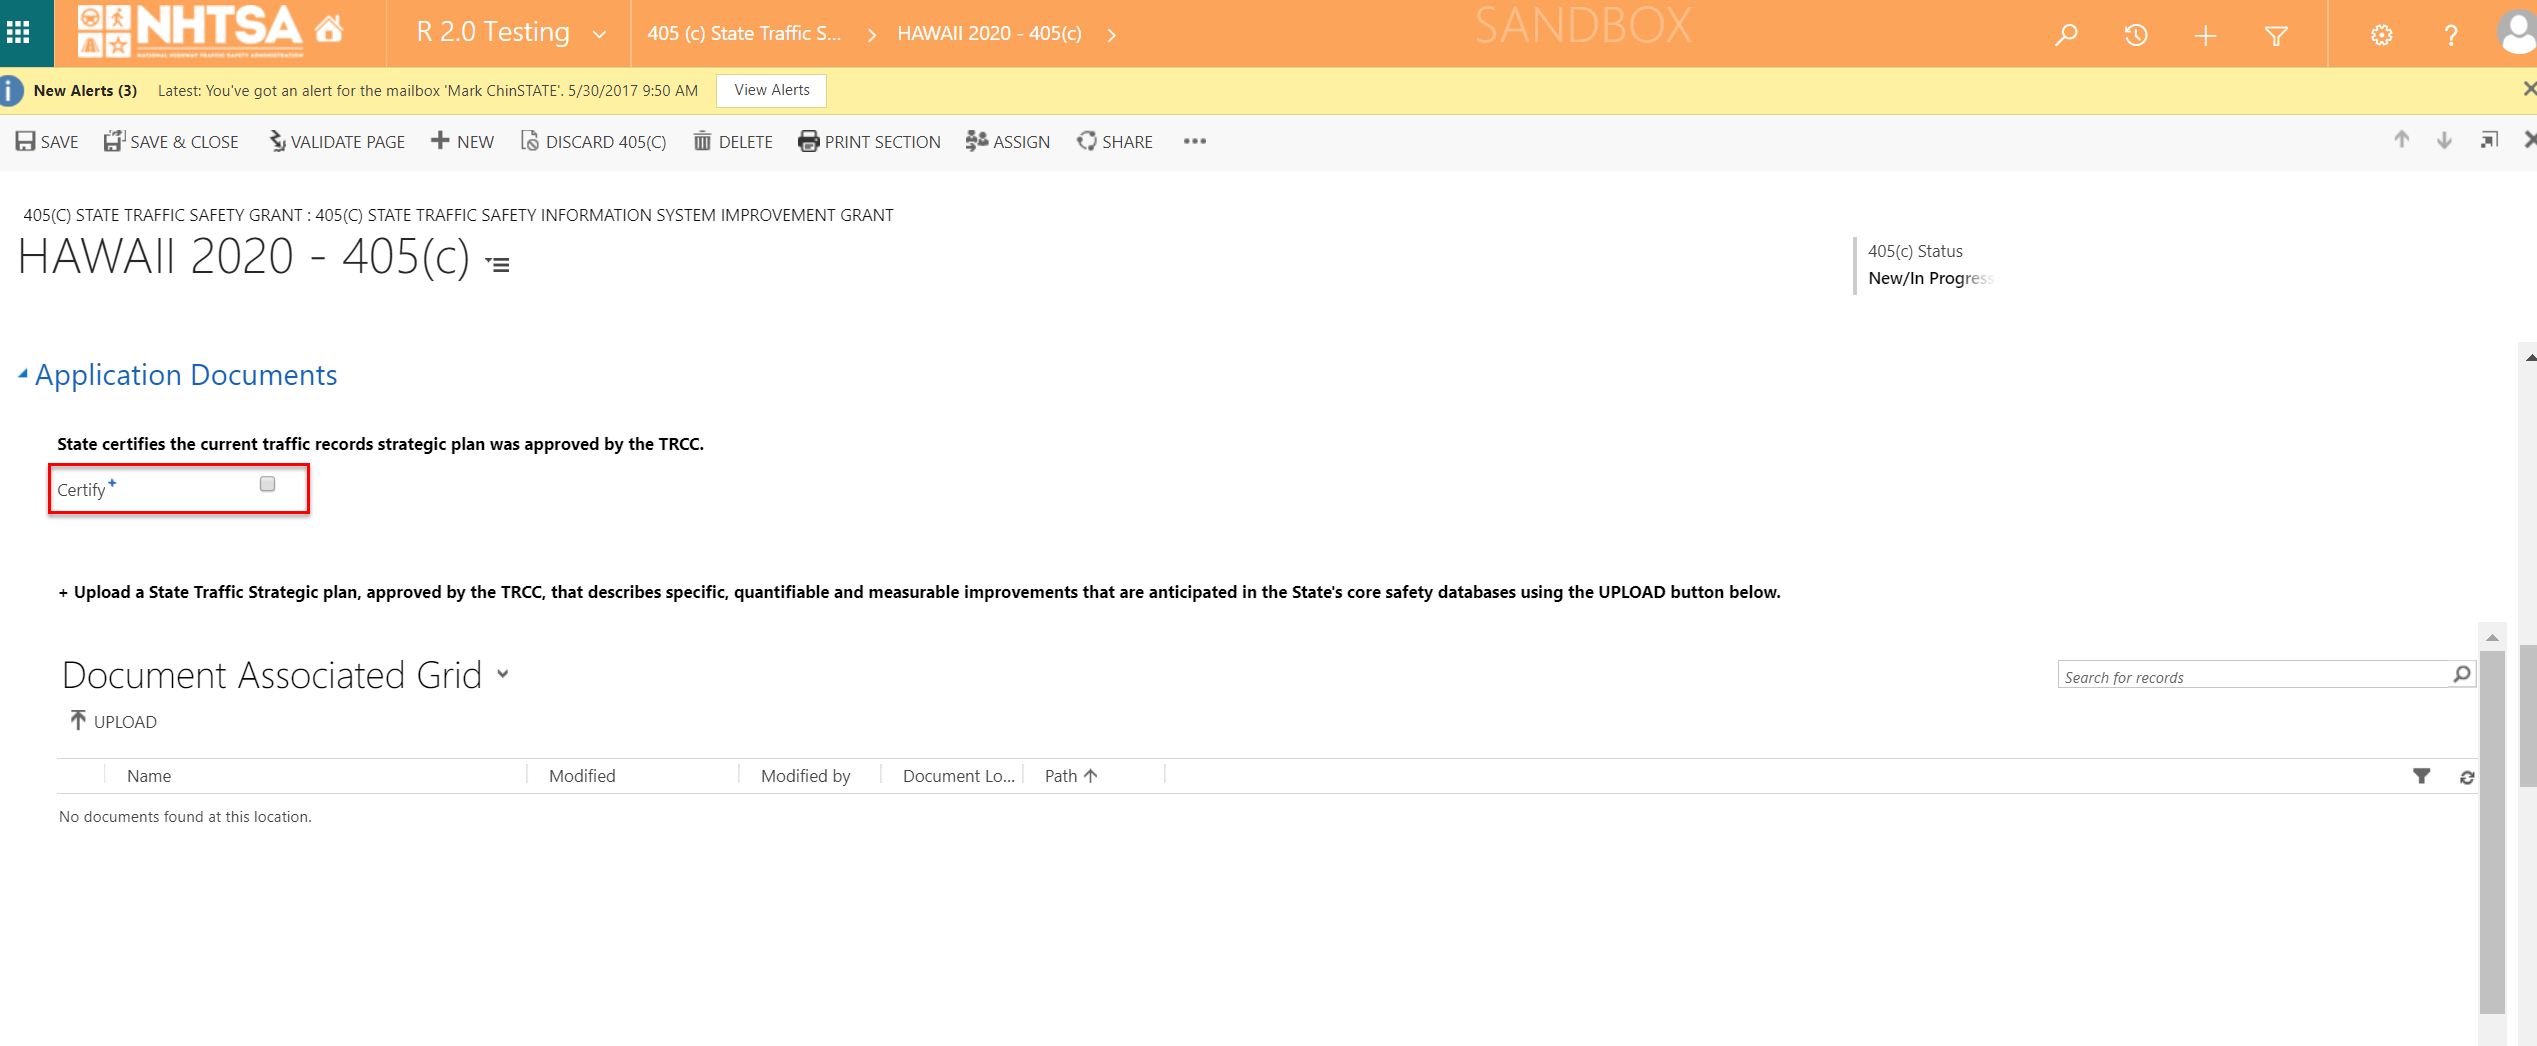 NHTSA
NATIONAL HIGHWAY TRAFFIC SAFETY ADMINISTRATION
R 2.0 Testing
405 (c) State Traffic S...
HAWAII 2020 - 405(c)
SANDBOX
New Alerts (3) Latest: You've got an alert for the mailbox 'Mark ChinSTATE'. 5/30/2017 9:50 AM View Alerts
SAVE SAVE & CLOSE VALIDATE PAGE NEW DISCARD 405(C) DELETE PRINT SECTION ASSIGN SHARE •••
405(C) STATE TRAFFIC SAFETY GRANT : 405(C) STATE TRAFFIC SAFETY INFORMATION SYSTEM IMPROVEMENT GRANT
HAWAII 2020 - 405(c)
405(c) Status
New/In Progress
Application Documents
State certifies the current traffic records strategic plan was approved by the TRCC.
Certify +
+ Upload a State Traffic Strategic plan, approved by the TRCC, that describes specific, quantifiable and measurable improvements that are anticipated in the State's core safety databases using the UPLOAD button below.
Document Associated Grid
Search for records
UPLOAD
Name Modified Modified by Document Lo... Path
No documents found at this location.